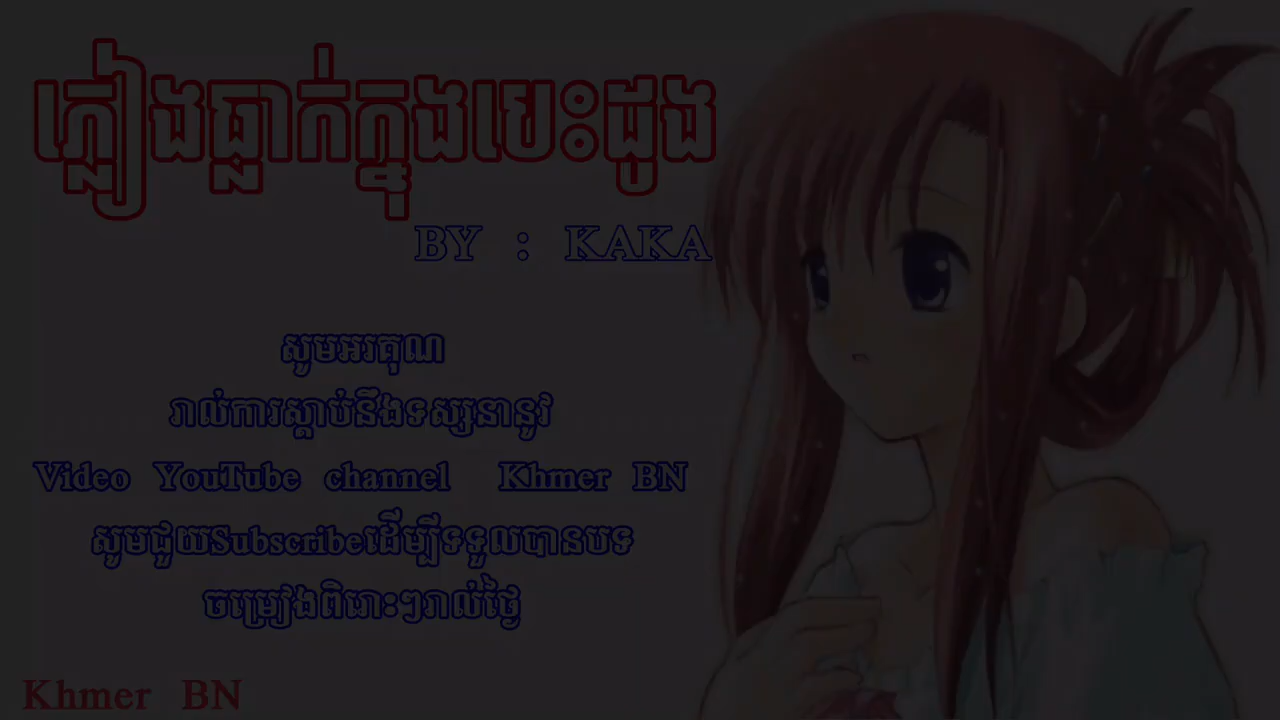 ភ្លៀងធ្លាក់ក្នុងបេះដូង
BY : KAKA
សូមអរគុណ
រាល់ការស្តាប់នឹងទស្សនានូវ
Video YouTube channel Khmer BN
សូមជួយSubscribeដើម្បីទទួលបានបទ
ចម្រៀងពិរោះៗរាល់ថ្ងៃ
Khmer BN